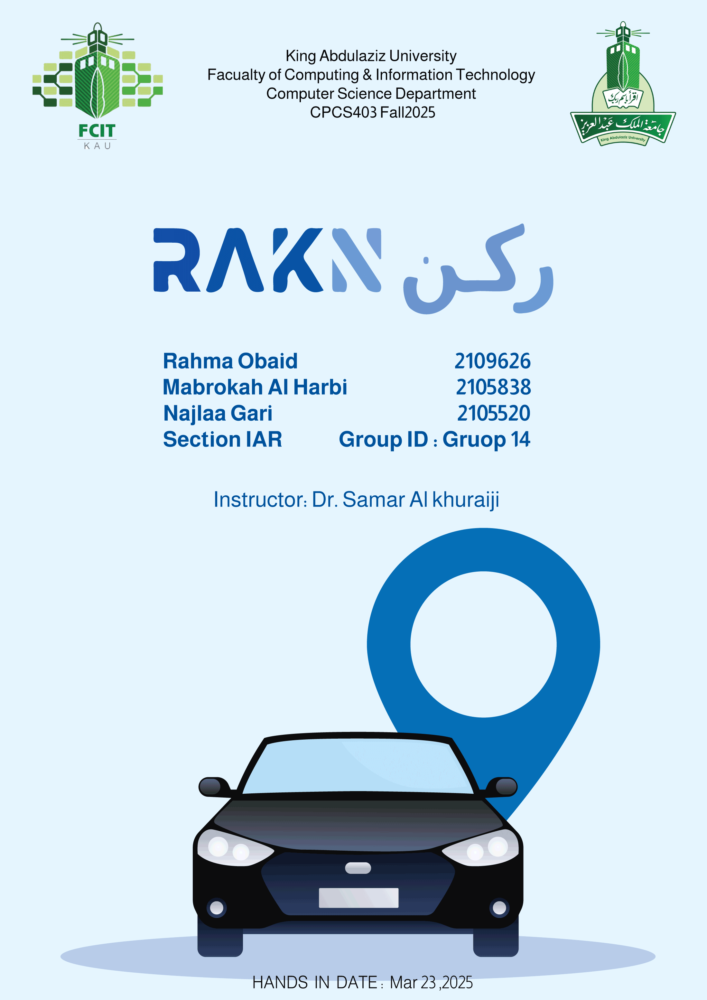 FCIT
KAU
King Abdulaziz University
Facualty of Computing & Information Technology
Computer Science Department
CPCS403 Fall2025
اقرأ باسم ربك
جامعة الملك عبد العزيز
King Abdulaziz University
RAKN ركن
Rahma Obaid 2109626
Mabrokah Al Harbi 2105838
Najlaa Gari 2105520
Section IAR Group ID : Gruop 14
Instructor: Dr. Samar Al khuraiji
HANDS IN DATE : Mar 23 ,2025